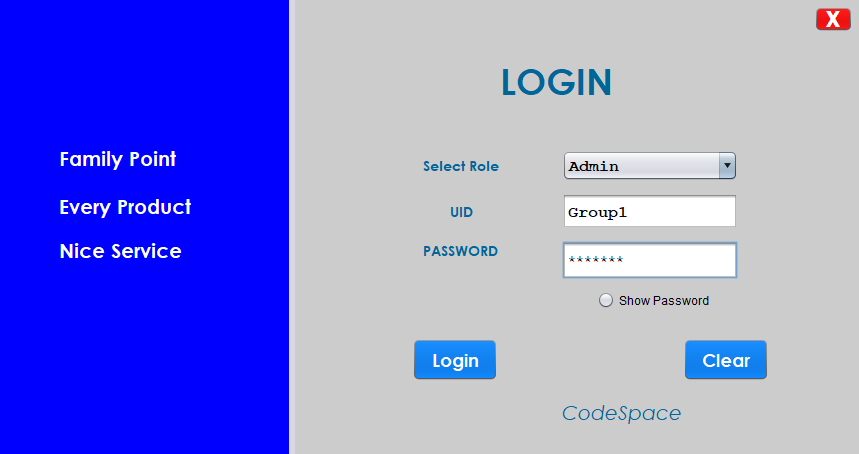 X
LOGIN
Family Point
Every Product
Nice Service
Select Role
Admin
UID
Group1
PASSWORD
*******
Show Password
Login
Clear
CodeSpace